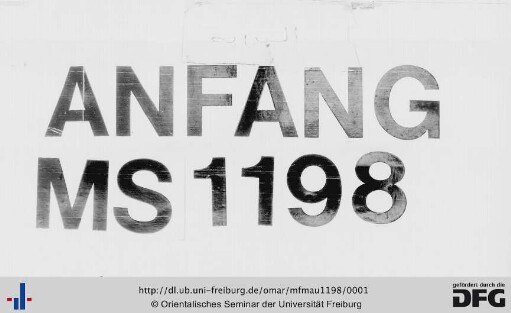 ANFANG
MS 1198
http://dl.ub.uni-freiburg.de/omar/mfmau1198/0001
© Orientalisches Seminar der Universität Freiburg
gefördert durch die
DFG